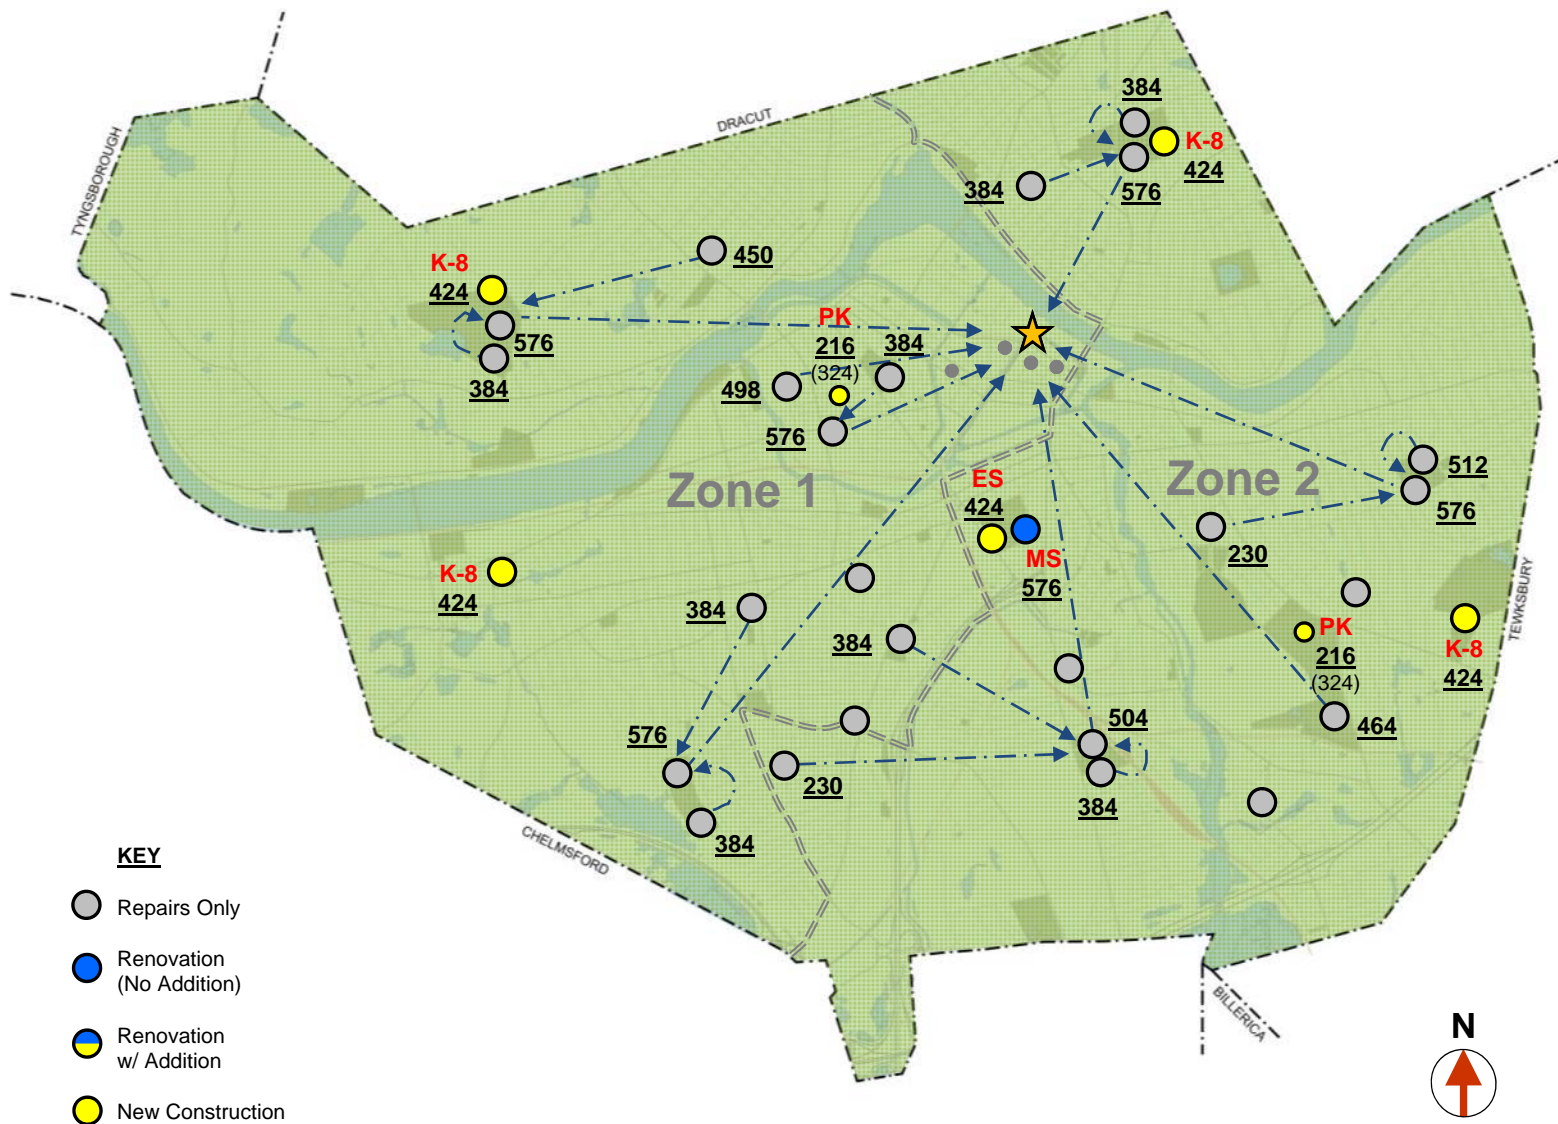 384
DRACUT
K-8
424
576
384
TYNGSBOROUGH
450
K-8
424
576
384
PK
216
(324)
384
498
576
Zone 1
ES
424
MS
576
Zone 2
512
576
230
TEWKSBURY
K-8
424
384
384
PK
216
(324)
K-8
424
464
504
576
230
384
384
CHELMSFORD
BILLERICA
N
KEY
Repairs Only
Renovation
(No Addition)
Renovation
w/ Addition
New Construction